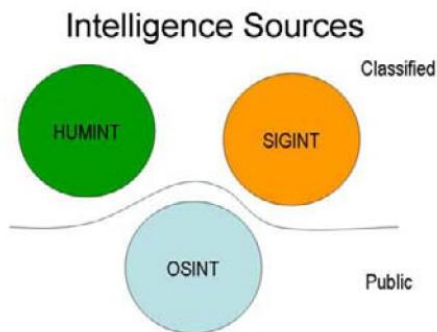 Intelligence Sources
Classified
HUMINT
SIGINT
OSINT
Public